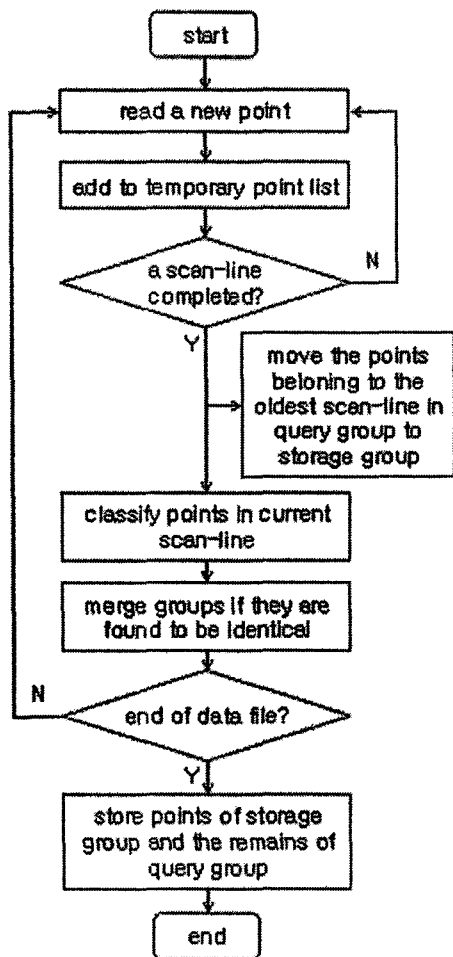 start
read a new point
add to temporary point list
a scan-line
completed?
N
Y
move the points
beloning to the
oldest scan-line in
query group to
storage group
classify points in current
scan-line
merge groups if they are
found to be identical
N
end of data file?
Y
store points of storage
group and the remains of
query group
end